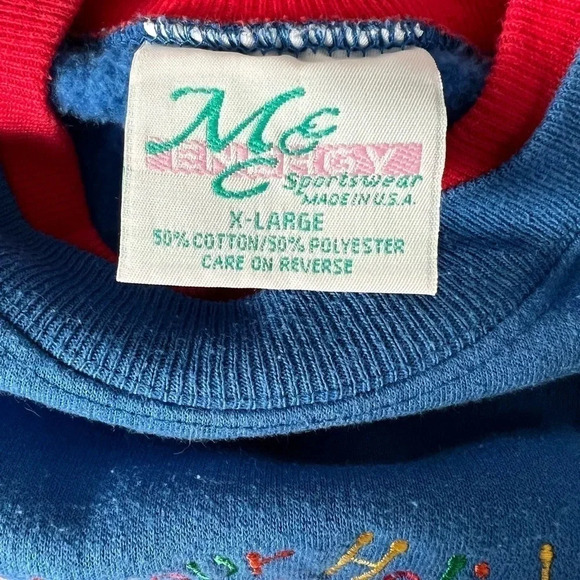 M E
ENERGY
Sportswear
MADE IN U.S.A.
X-LARGE
50% COTTON/50% POLYESTER
CARE ON REVERSE